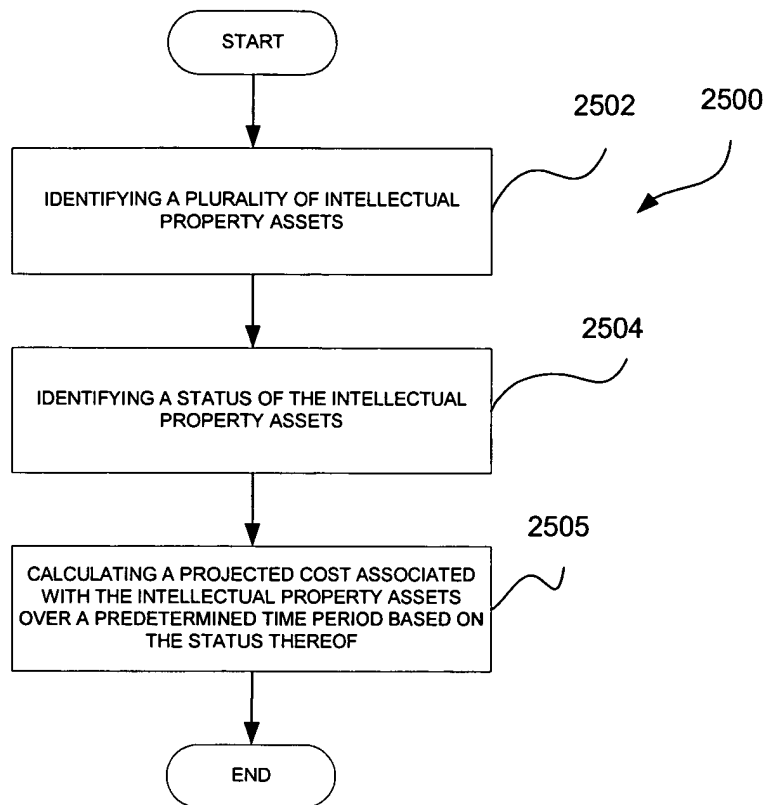 START
2502
2500
IDENTIFYING A PLURALITY OF INTELLECTUAL
PROPERTY ASSETS
2504
IDENTIFYING A STATUS OF THE INTELLECTUAL
PROPERTY ASSETS
2505
CALCULATING A PROJECTED COST ASSOCIATED
WITH THE INTELLECTUAL PROPERTY ASSETS
OVER A PREDETERMINED TIME PERIOD BASED ON
THE STATUS THEREOF
END